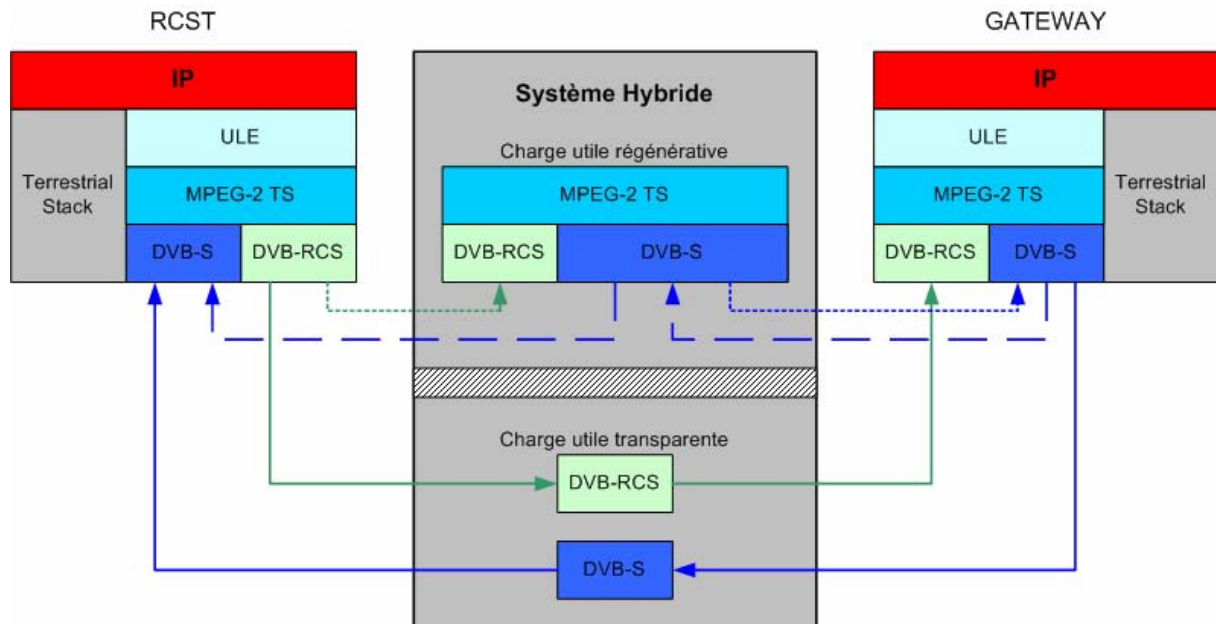 RCST
IP
Terrestrial
Stack
ULE
MPEG-2 TS
DVB-S
DVB-RCS
Système Hybride
Charge utile régénérative
MPEG-2 TS
DVB-RCS
DVB-S
Charge utile transparente
DVB-RCS
DVB-S
GATEWAY
IP
ULE
MPEG-2 TS
DVB-RCS
DVB-S
Terrestrial
Stack